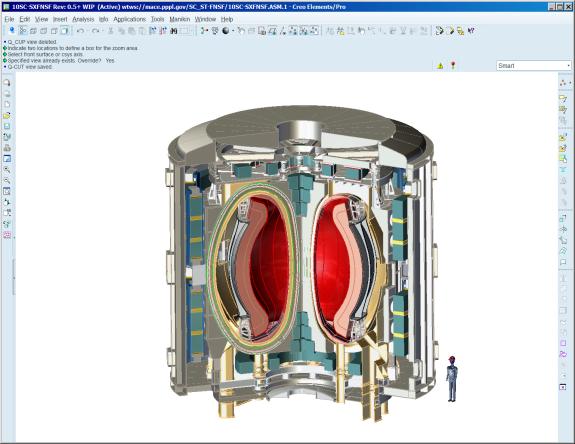 10SC-SXFNSF Rev: 0.5+ WIP (Active) wtwsc//macv.pppl.gov/SC_ST-FNSF/10SC-SXFNSF.ASM.1 - Creo Elements/Pro
File Edit View Insert Analysis Info Applications Tools Manikin Window Help
Q_CUP view deleted.
Indicate two locations to define a box for the zoom area.
Select front surface or csys axis.
Specified view already exists. Override? Yes
Q-CUT view saved.
Smart